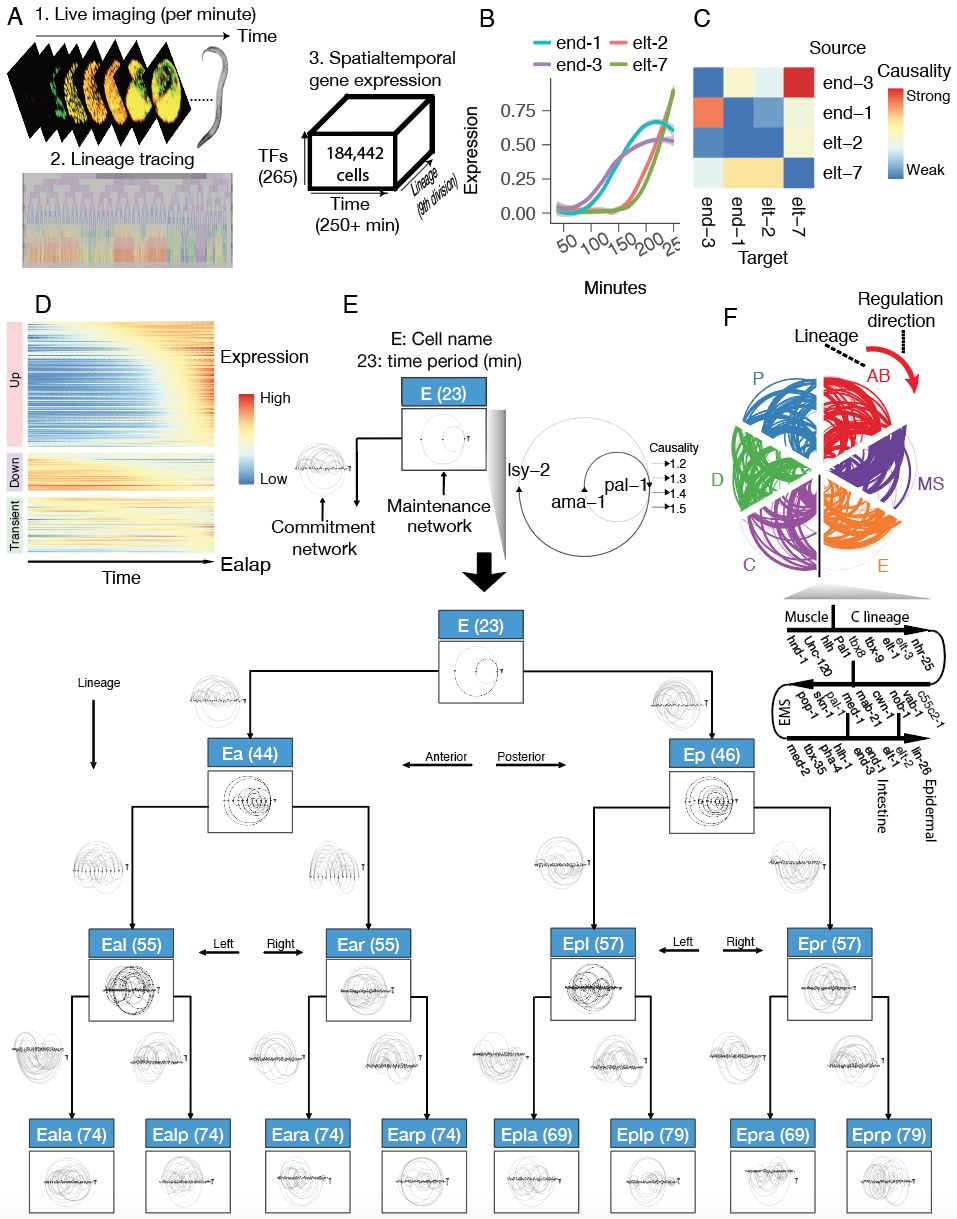 A
1. Live imaging (per minute)
Time
2. Lineage tracing
3. Spatialtemporal
gene expression
TFs
(265)
184,442
cells
Lineage
(9th division)
Time
(250+ min)
B
end-1
elt-2
end-3
elt-7
Expression
0.75
0.50
0.25
0.00
50
100
150
200
25
Minutes
C
Source
end−3
end−1
elt−2
elt−7
end−3
end−1
elt−2
elt−7
Target
Causality
Strong
Weak
D
Up
Down
Transient
Time
Ealap
Expression
High
Low
E
E: Cell name
23: time period (min)
E (23)
Commitment
network
Maintenance
network
lsy−2
ama−1
pal−1
Causality
1.2
1.3
1.4
1.5
F
Regulation
direction
Lineage
AB
P
MS
D
C
E
Muscle
C lineage
hnd-1
Unc-120
hlh
Pal1
tbx8
tbx-9
elt-1
elt-3
nhr-25
EMS
pop-1
skn-1
pal-1
med-1
mab-21
cwn-1
nob-1
vab-1
c55c2-1
med-2
tbx-35
pha-4
hlh-1
end-3
end-1
elt-1
elt-2
lin-26
Intestine
Epidermal
E (23)
Lineage
Ea (44)
Anterior
Posterior
Ep (46)
Eal (55)
Left
Right
Ear (55)
Epl (57)
Left
Right
Epr (57)
Eala (74)
Ealp (74)
Eara (74)
Earp (74)
Epla (69)
Eplp (79)
Epra (69)
Eprp (79)